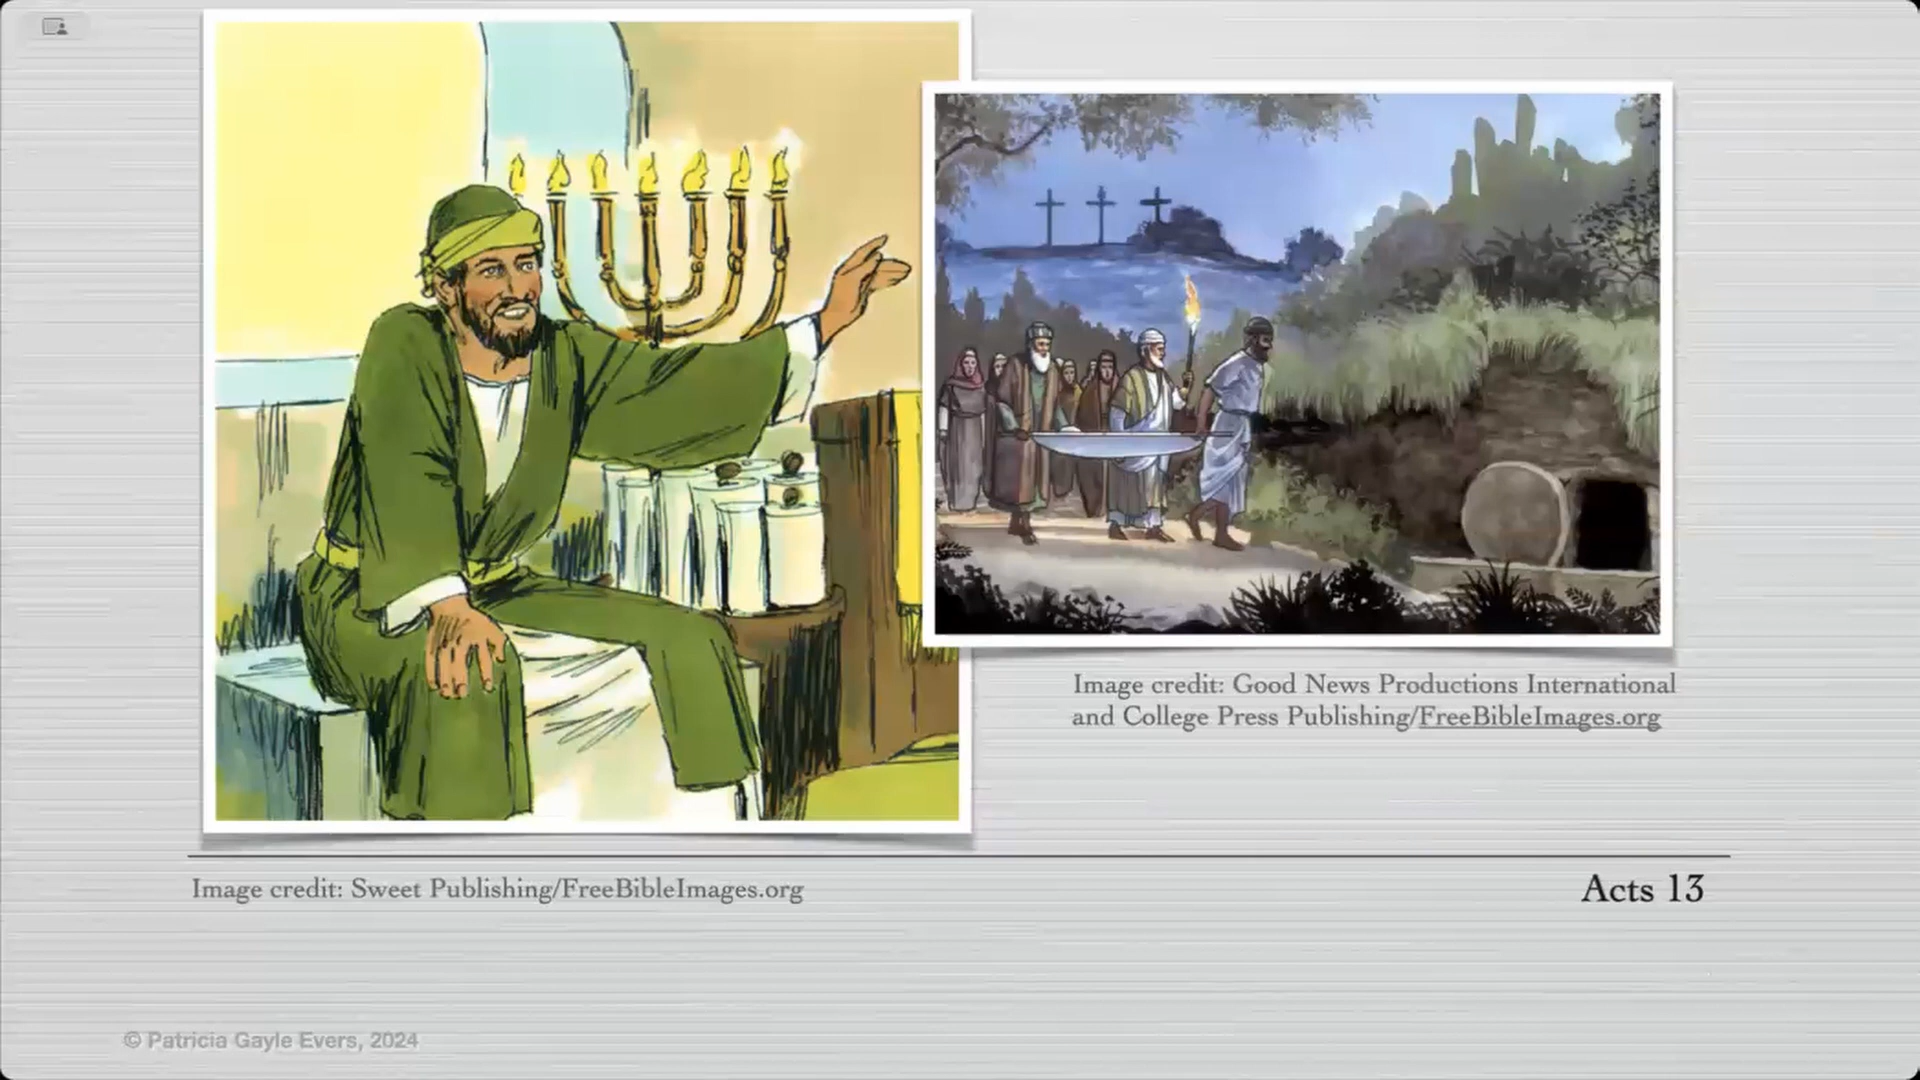 Image credit: Good News Productions International
and College Press Publishing/FreeBibleImages.org
Image credit: Sweet Publishing/FreeBibleImages.org
Acts 13
© Patricia Gayle Evers, 2024